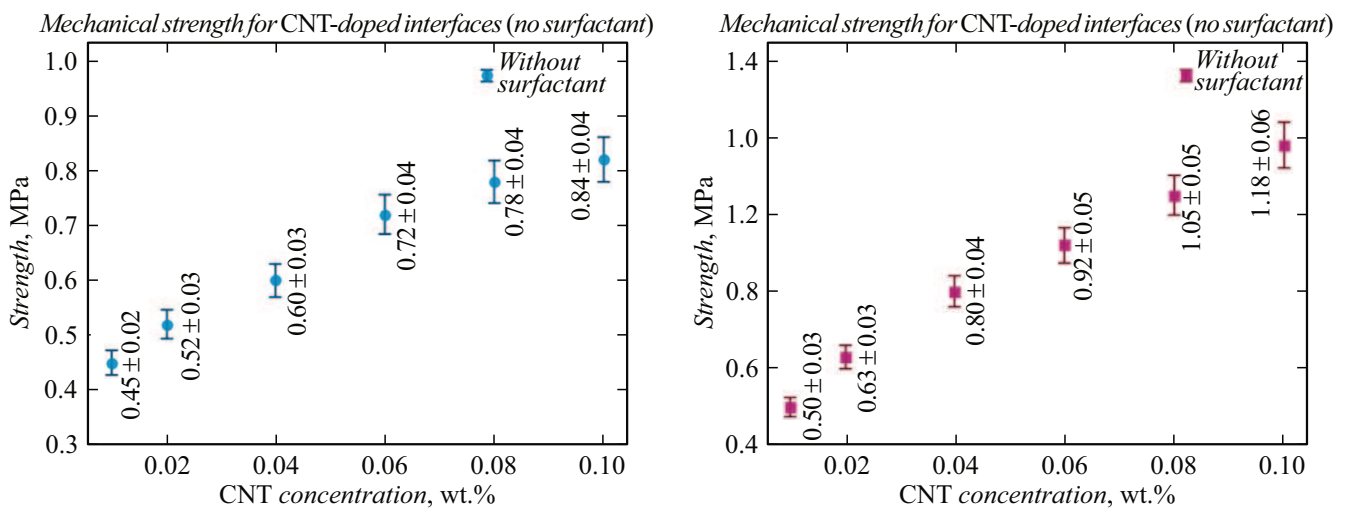 Mechanical strength for CNT-doped interfaces (no surfactant)
1.0
0.9
0.8
0.7
0.6
0.5
0.4
0.3
Strength, MPa
Without
surfactant
0.45 ± 0.02
0.52 ± 0.03
0.60 ± 0.03
0.72 ± 0.04
0.78 ± 0.04
0.84 ± 0.04
0.02 0.04 0.06 0.08 0.10
CNT concentration, wt.%
Mechanical strength for CNT-doped interfaces (no surfactant)
1.4
1.0
1.2
0.8
0.6
0.4
Strength, MPa
Without
surfactant
0.50 ± 0.03
0.63 ± 0.03
0.80 ± 0.04
0.92 ± 0.05
1.05 ± 0.05
1.18 ± 0.06
0.02 0.04 0.06 0.08 0.10
CNT concentration, wt.%